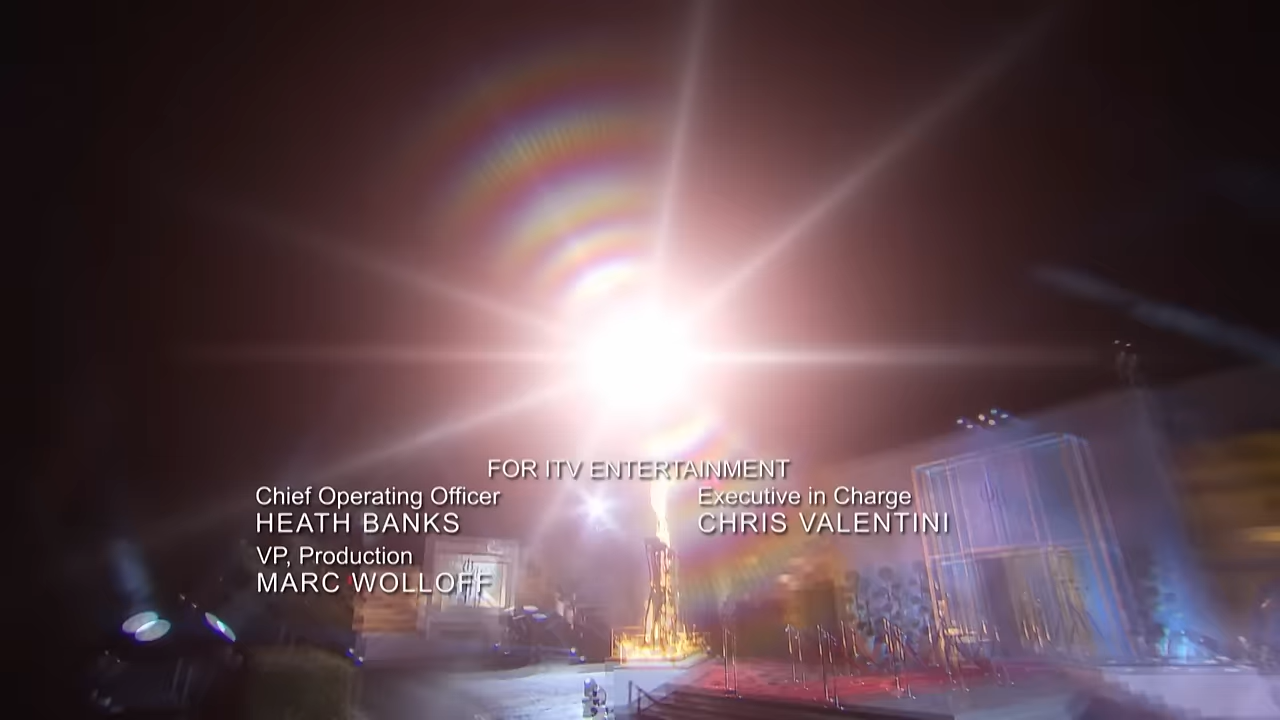 FOR ITV ENTERTAINMENT
Chief Operating Officer
HEATH BANKS
Executive in Charge
CHRIS VALENTINI
VP, Production
MARC WOLLOFF